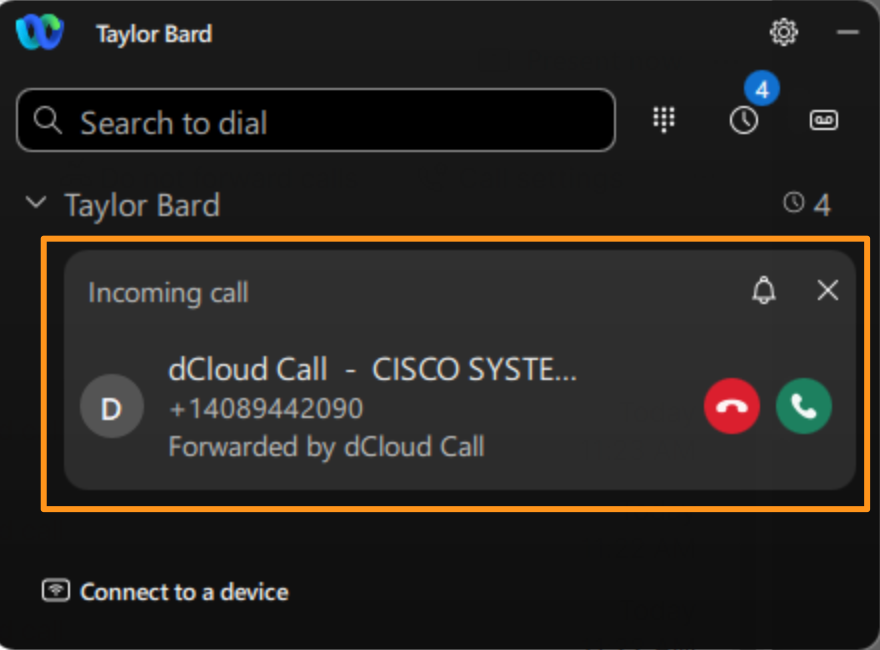 Taylor Bard
4
Search to dial
Taylor Bard
4
Incoming call
dCloud Call - CISCO SYSTE...
D
+14089442090
Forwarded by dCloud Call
Connect to a device